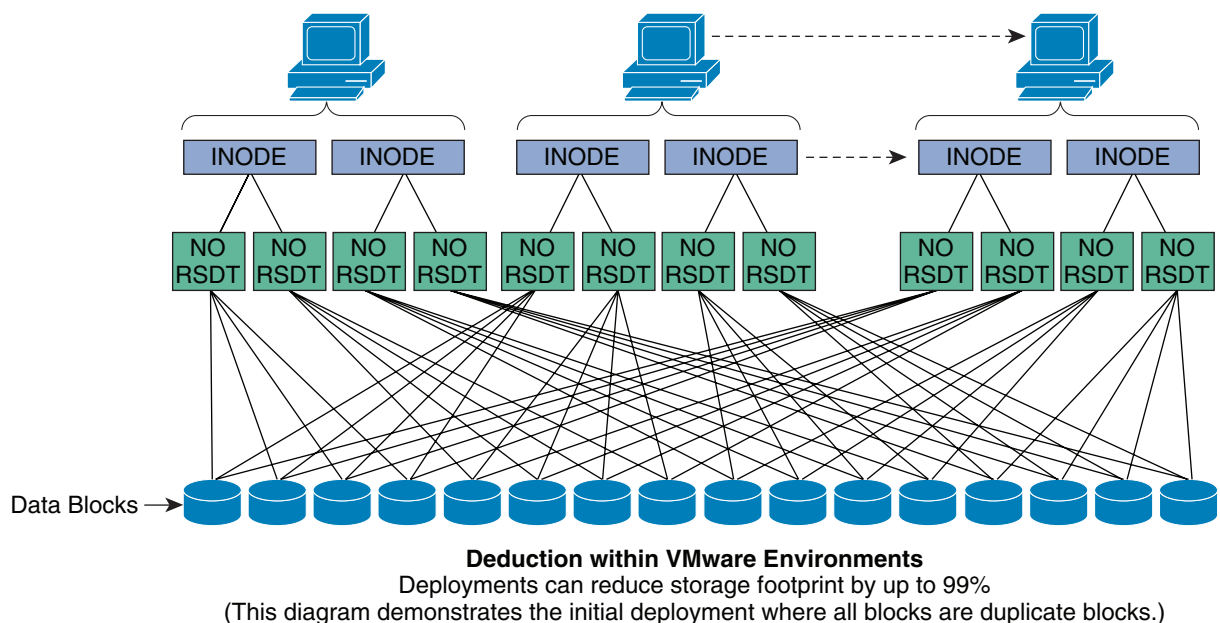 INODE INODE INODE INODE INODE INODE
NO NO NO NO NO NO NO NO NO NO NO NO
RSDT RSDT RSDT RSDT RSDT RSDT RSDT RSDT RSDT RSDT RSDT RSDT
Data Blocks
Deduction within VMware Environments
Deployments can reduce storage footprint by up to 99%
(This diagram demonstrates the initial deployment where all blocks are duplicate blocks.)